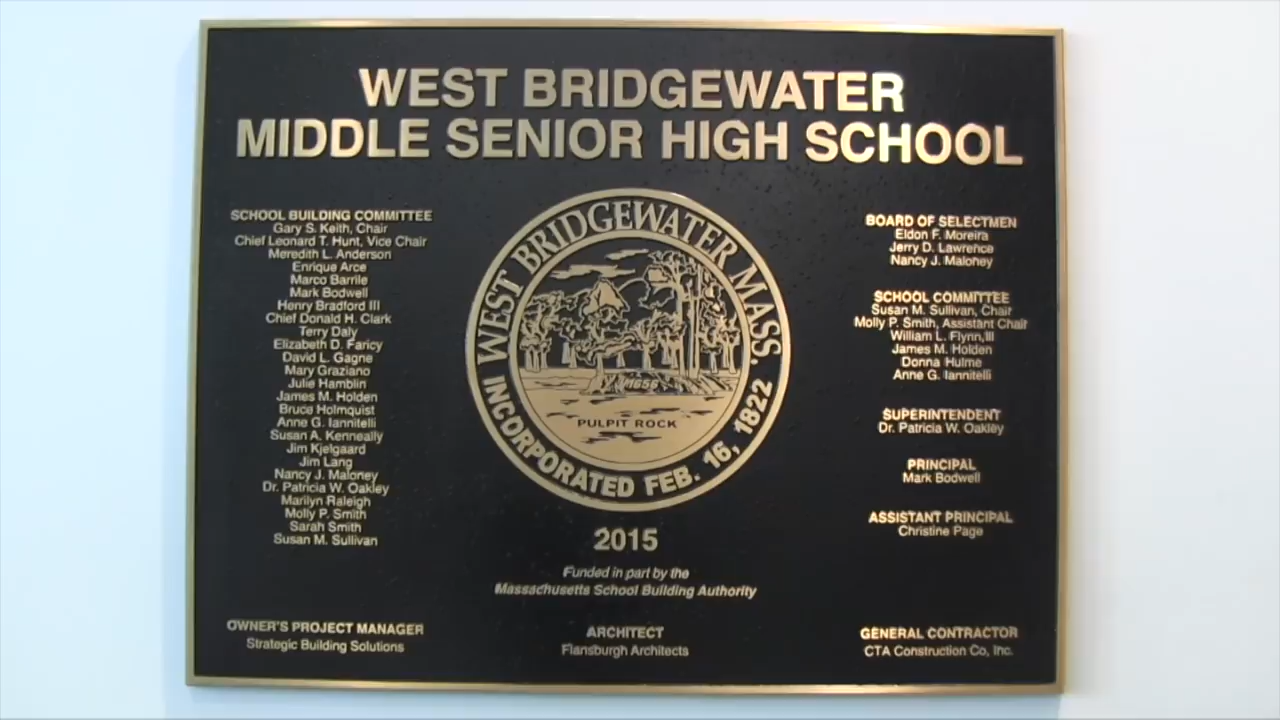 WEST BRIDGEWATER
MIDDLE SENIOR HIGH SCHOOL
SCHOOL BUILDING COMMITTEE
Gary S. Keith, Chair
Chief Leonard T. Hunt, Vice Chair
Meredith L. Anderson
Enrique Arce
Marco Barrile
Mark Bodwell
Henry Bradford III
Chief Donald H. Clark
Terry Daly
Elizabeth D. Faricy
David L. Gagne
Mary Graziano
Julie Hamblin
James M. Holden
Bruce Holmquist
Anne G. Iannitelli
Susan A. Kenneally
Jim Kjelgaard
Jim Lang
Nancy J. Maloney
Dr. Patricia W. Oakley
Marilyn Raleigh
Molly P. Smith
Sarah Smith
Susan M. Sullivan
WEST BRIDGEWATER MASS.
INCORPORATED FEB. 16, 1822
1656
PULPIT ROCK
2015
Funded in part by the
Massachusetts School Building Authority
BOARD OF SELECTMEN
Eldon F. Moreira
Jerry D. Lawrence
Nancy J. Maloney
SCHOOL COMMITTEE
Susan M. Sullivan, Chair
Molly P. Smith, Assistant Chair
William L. Flynn,III
James M. Holden
Donna Hulme
Anne G. Iannitelli
SUPERINTENDENT
Dr. Patricia W. Oakley
PRINCIPAL
Mark Bodwell
ASSISTANT PRINCIPAL
Christine Page
OWNER'S PROJECT MANAGER
Strategic Building Solutions
ARCHITECT
Flansburgh Architects
GENERAL CONTRACTOR
CTA Construction Co, Inc.